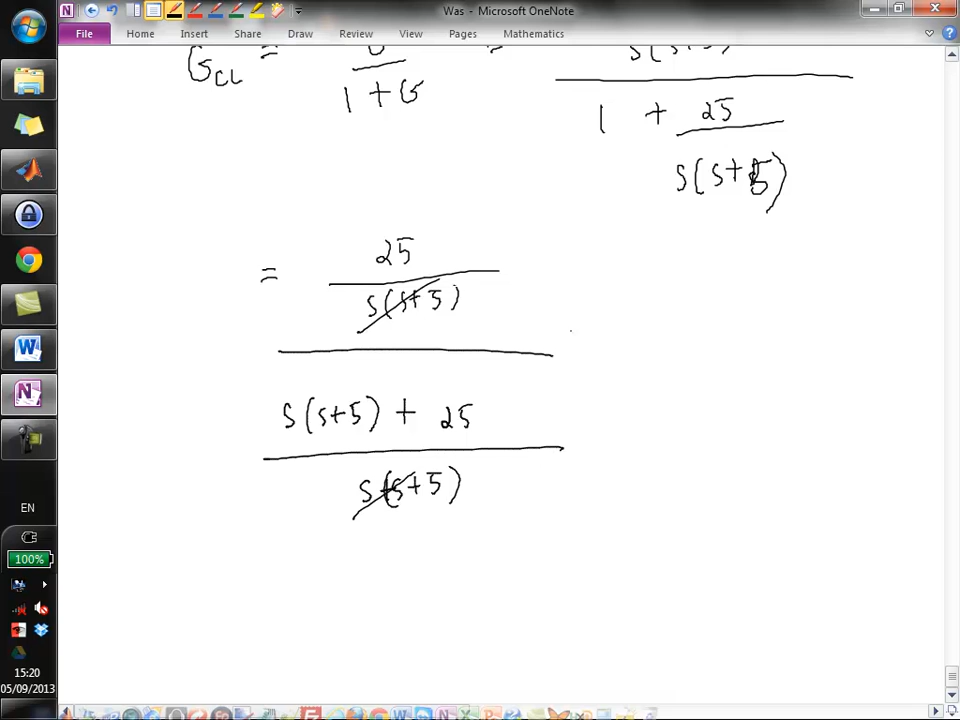 Was - Microsoft OneNote
File Home Insert Share Draw Review View Pages Mathematics
G_CL = G / 1 + G =
1 + 25
s(s+5)
25
=
s(s+5)
s(s+5) + 25
s(s+5)
EN
100%
15:20
05/09/2013